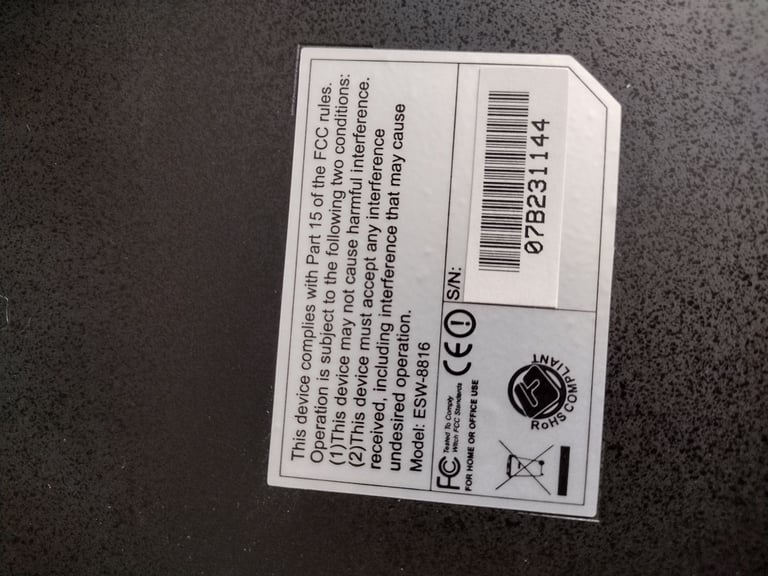 This device complies with Part 15 of the FCC rules.
Operation is subject to the following two conditions:
(1)This device may not cause harmful interference.
(2)This device must accept any interference
received, including interference that may cause
undesired operation.
Model: ESW-8816
FC Tested To Comply
Witch FCC Standards
FOR HOME OR OFFICE USE
CE
S/N:
07B231144
RoHS COMPLIANT